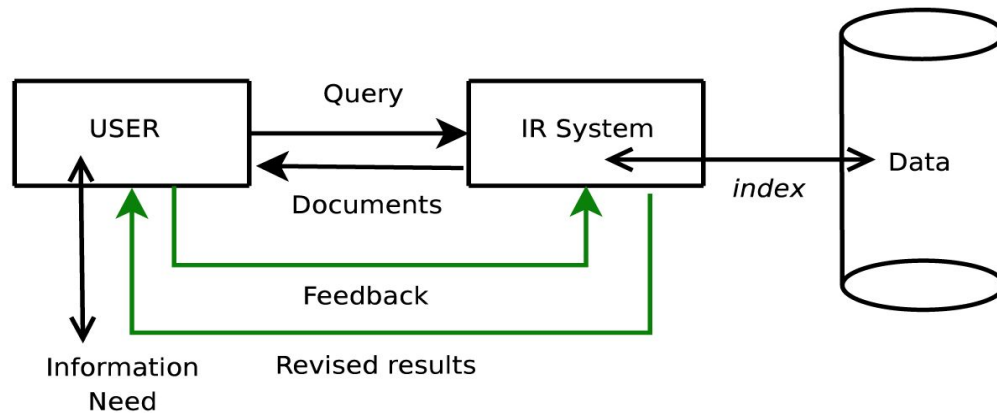 Query
USER
IR System
Data
index
Documents
Feedback
Revised results
Information
Need